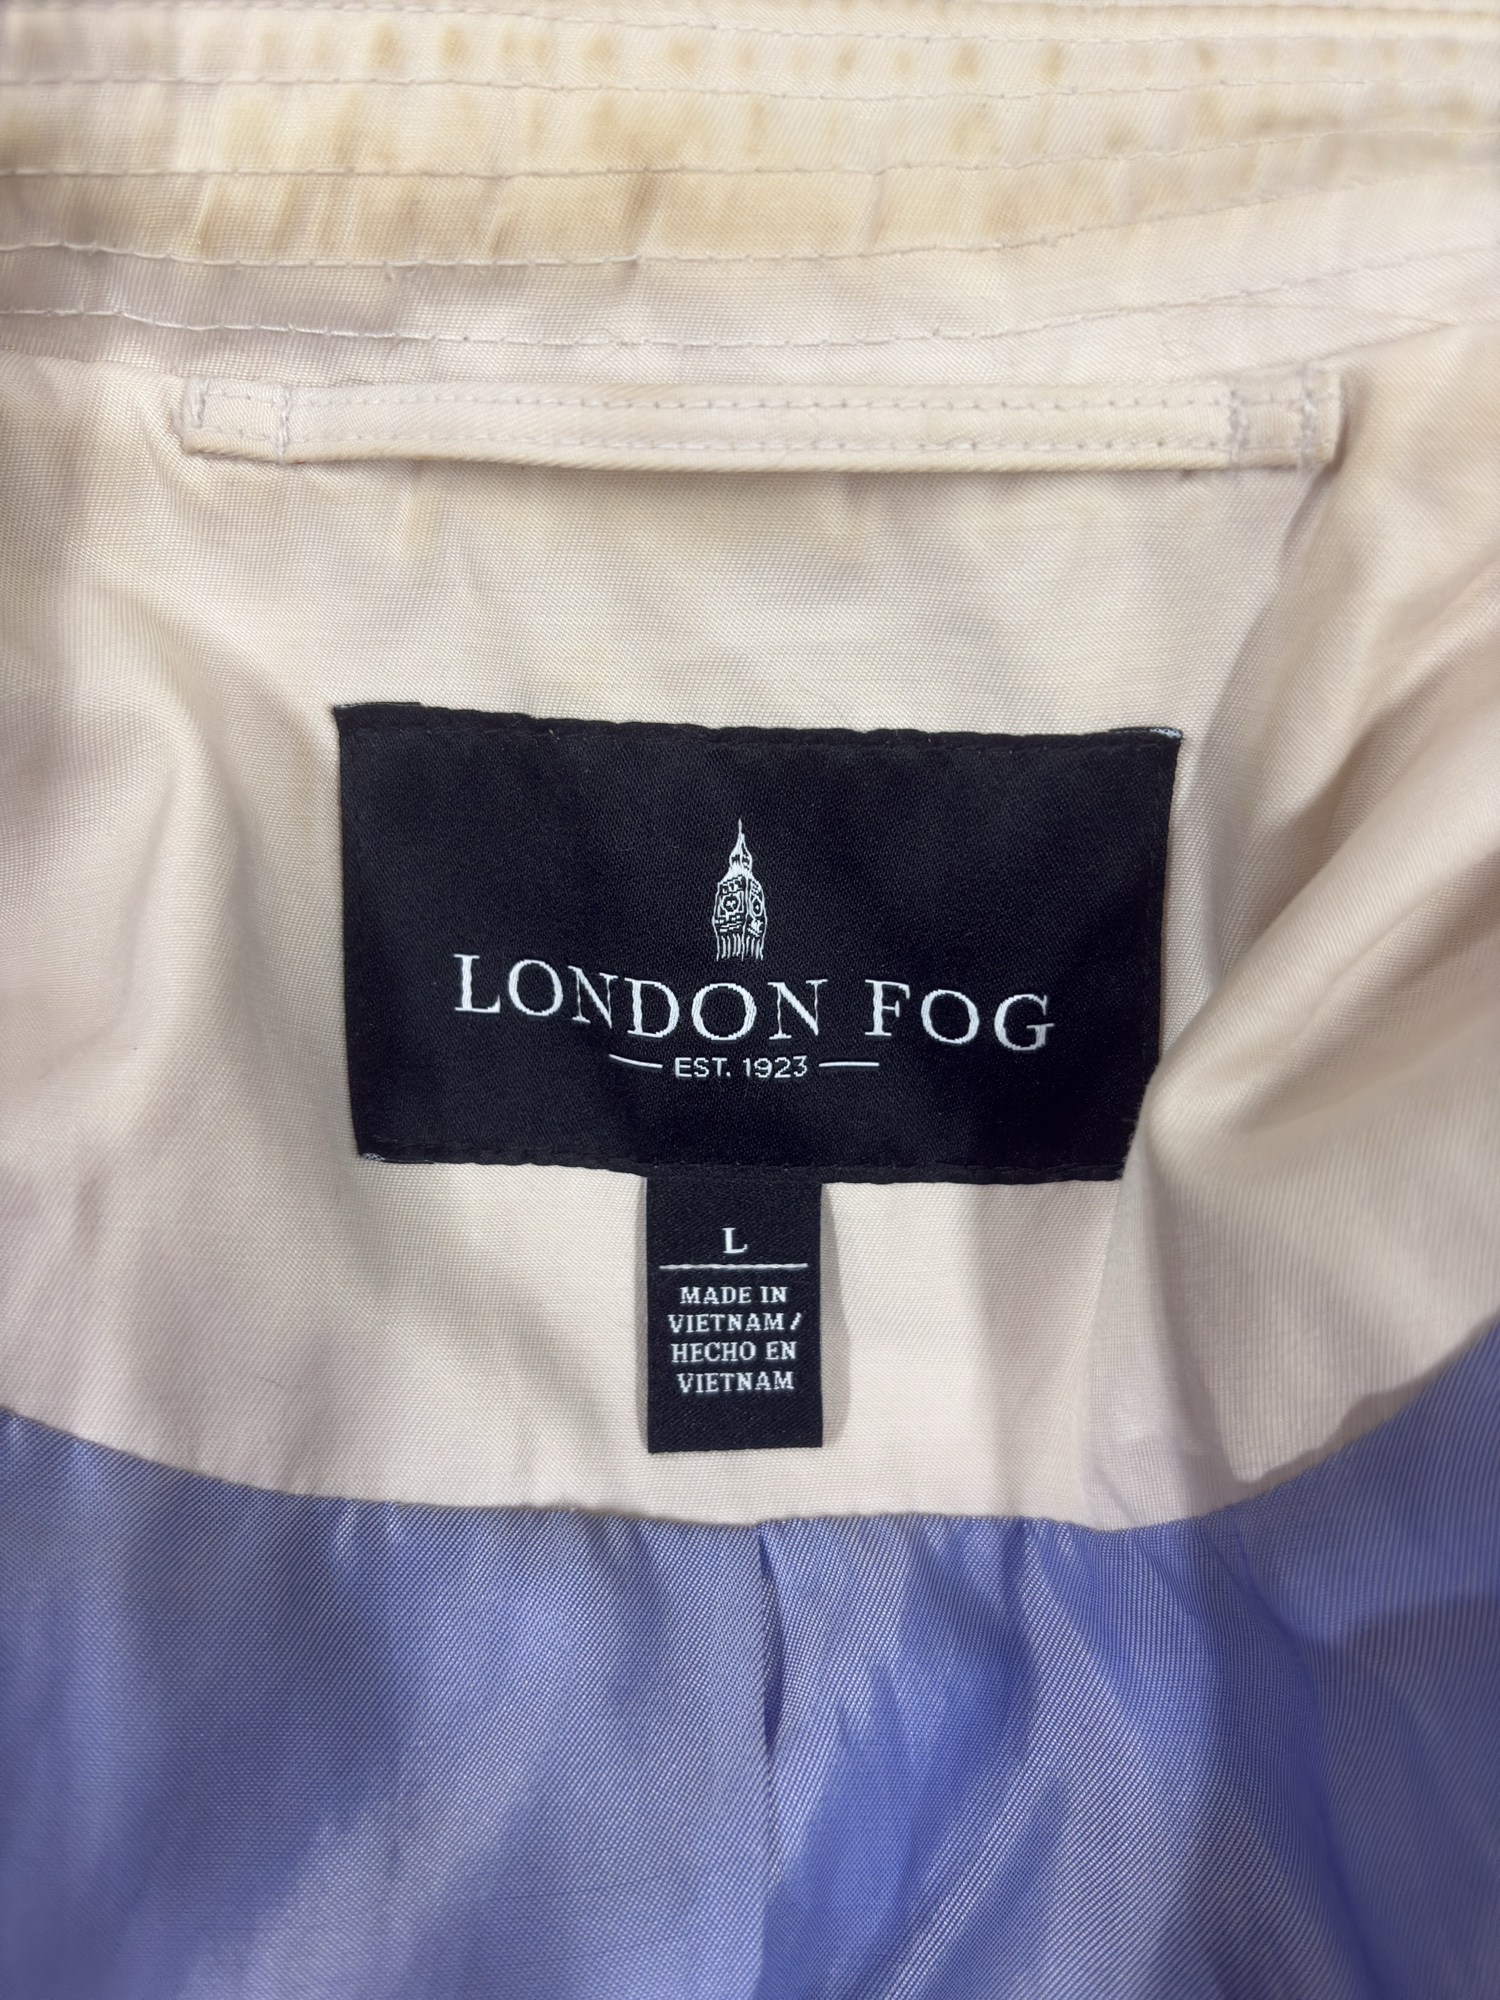 LONDON FOG
EST. 1923
L
MADE IN
VIETNAM /
HECHO EN
VIETNAM